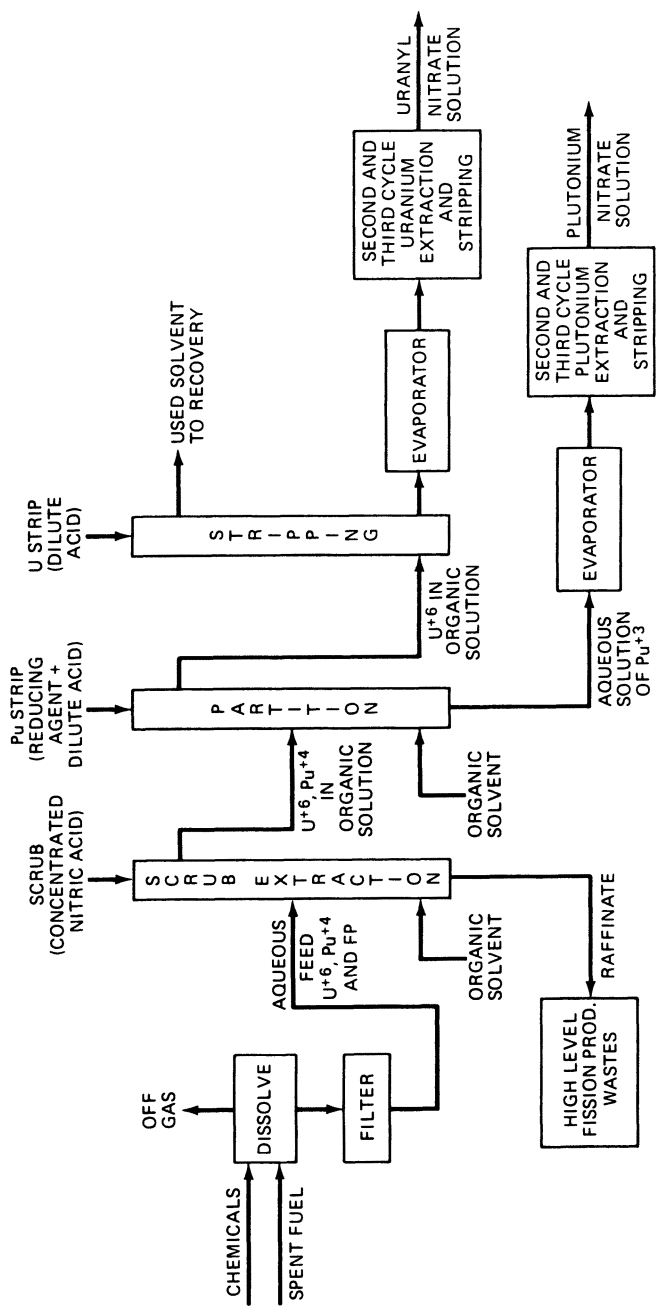 CHEMICALS
SPENT FUEL
OFF
GAS
DISSOLVE
FILTER
SCRUB
(CONCENTRATED
NITRIC ACID)
AQUEOUS
FEED
U+6, Pu+4
AND FP
SCRUB EXTRACTION
ORGANIC
SOLVENT
RAFFINATE
HIGH LEVEL
FISSION PROD.
WASTES
Pu STRIP
(REDUCING
AGENT +
DILUTE ACID)
U+6, Pu+4
IN
ORGANIC
SOLUTION
PARTITION
ORGANIC
SOLVENT
AQUEOUS
SOLUTION
OF Pu+3
U STRIP
(DILUTE
ACID)
U+6 IN
ORGANIC
SOLUTION
STRIPPING
USED SOLVENT
TO RECOVERY
EVAPORATOR
SECOND AND
THIRD CYCLE
URANIUM
EXTRACTION
AND
STRIPPING
URANYL
NITRATE
SOLUTION
EVAPORATOR
SECOND AND
THIRD CYCLE
PLUTONIUM
EXTRACTION
AND
STRIPPING
PLUTONIUM
NITRATE
SOLUTION